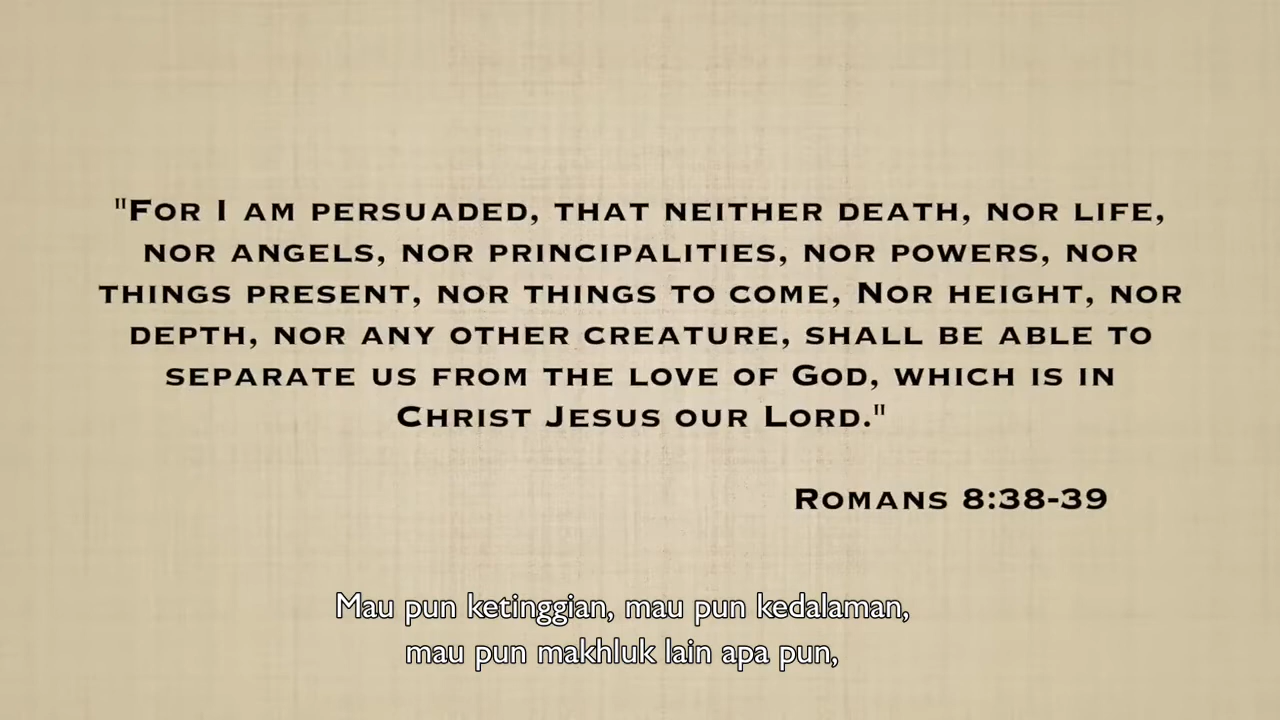 "For I am persuaded, that neither death, nor life,
nor angels, nor principalities, nor powers, nor
things present, nor things to come, Nor height, nor
depth, nor any other creature, shall be able to
separate us from the love of God, which is in
Christ Jesus our Lord."
Romans 8:38-39
Mau pun ketinggian, mau pun kedalaman,
mau pun makhluk lain apa pun,